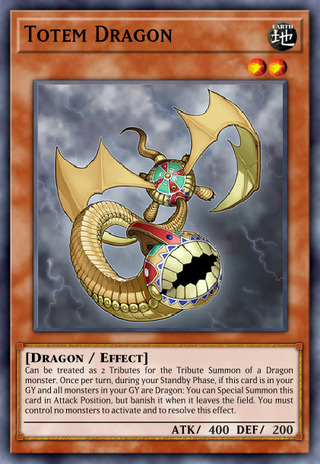 Totem Dragon
EARTH
地
[Dragon / Effect]
Can be treated as 2 Tributes for the Tribute Summon of a Dragon
monster. Once per turn, during your Standby Phase, if this card is in your
GY and all monsters in your GY are Dragon: You can Special Summon this
card in Attack Position, but banish it when it leaves the field. You must
control no monsters to activate and to resolve this effect.
ATK/ 400 DEF/ 200